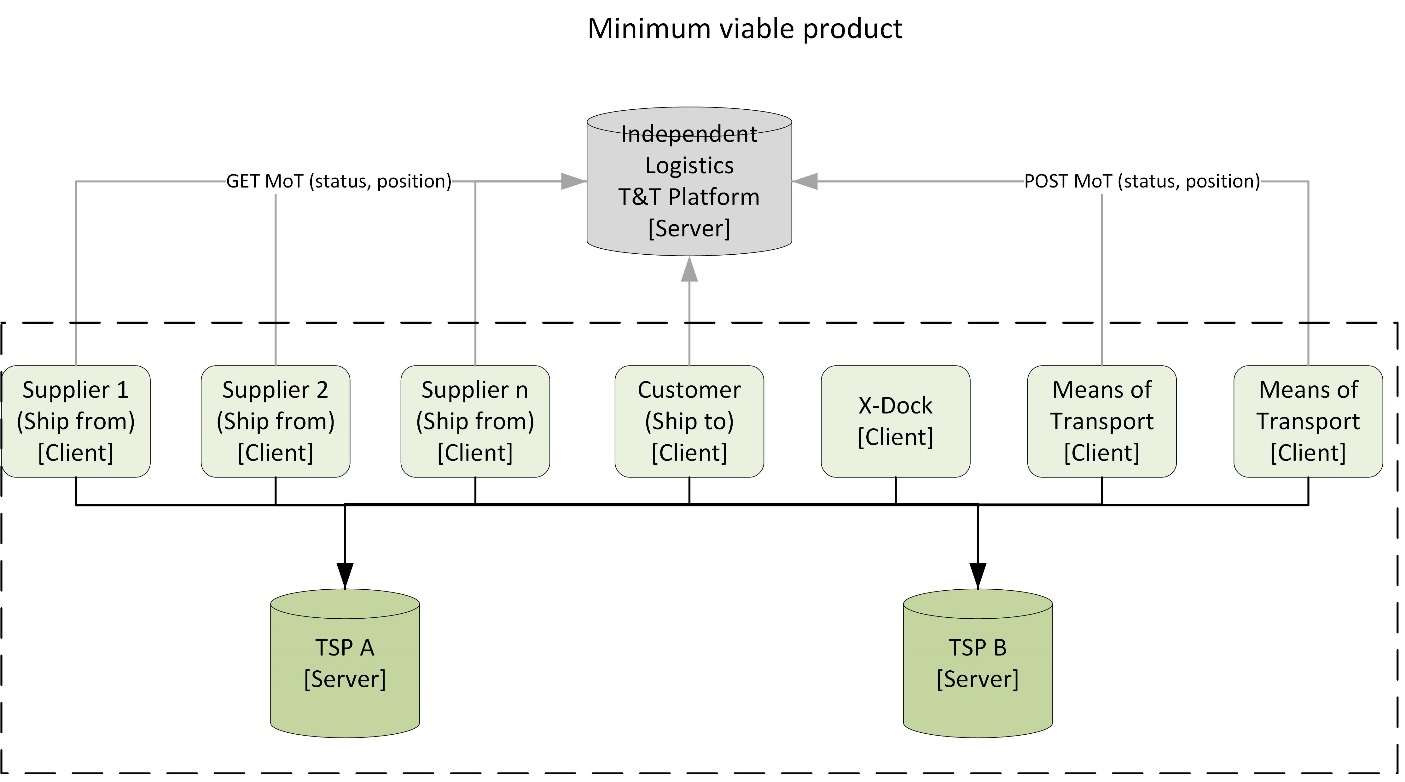 Minimum viable product
Independent
Logistics
T&T Platform
[Server]
GET MoT (status, position)
POST MoT (status, position)
Supplier 1
(Ship from)
[Client]
Supplier 2
(Ship from)
[Client]
Supplier n
(Ship from)
[Client]
Customer
(Ship to)
[Client]
X-Dock
[Client]
Means of
Transport
[Client]
Means of
Transport
[Client]
TSP A
[Server]
TSP B
[Server]